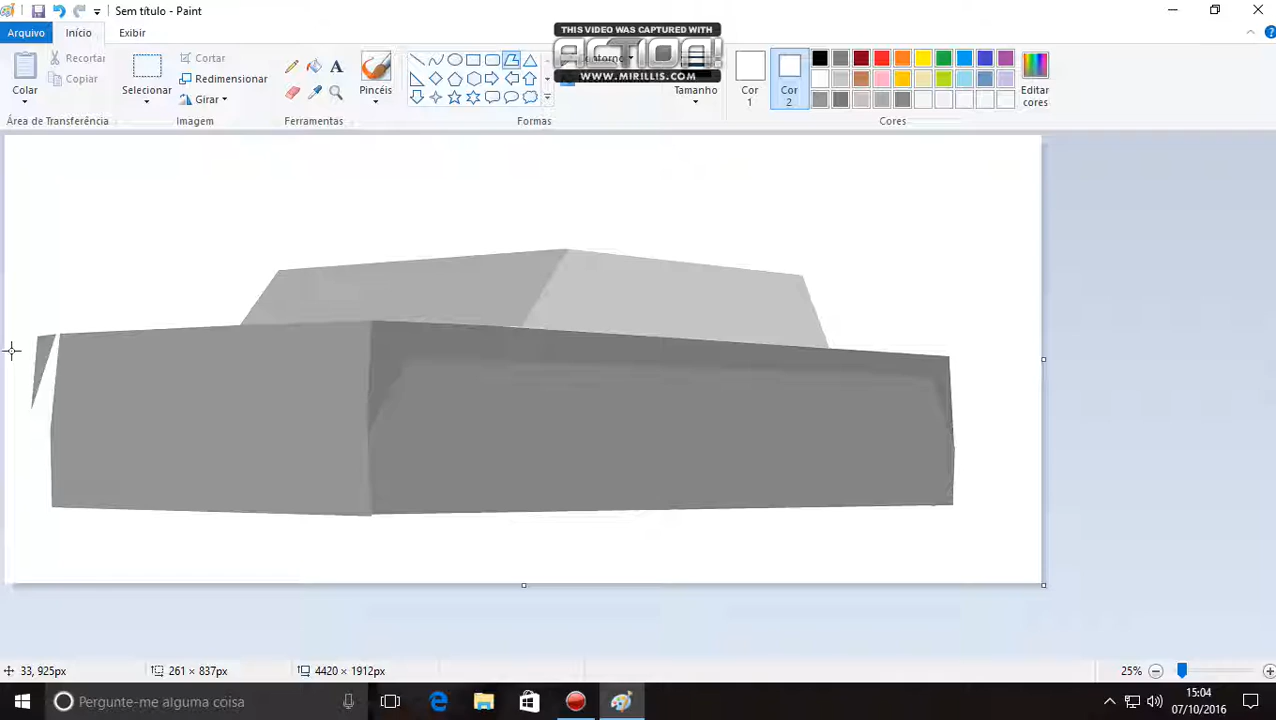 Sem título - Paint
THIS VIDEO WAS CAPTURED WITH
ACTION!
WWW.MIRILLIS.COM
Arquivo
Início
Exibir
Colar
Recortar
Copiar
Área de Transferência
Selecionar
Cortar
Redimensionar
Girar
Imagem
A
Ferramentas
Pincéis
Formas
Tamanho
Cor
1
Cor
2
Editar
cores
Cores
33, 925px
261 × 837px
4420 × 1912px
25%
Pergunte-me alguma coisa
15:04
07/10/2016